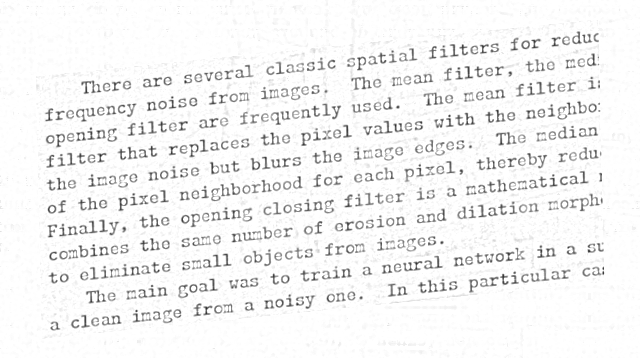 There are several classic spatial filters for reduc
frequency noise from images. The mean filter, the med
opening filter are frequently used. The mean filter i
filter that replaces the pixel values with the neighbo
the image noise but blurs the image edges. The median
of the pixel neighborhood for each pixel, thereby redu
Finally, the opening closing filter is a mathematical
combines the same number of erosion and dilation morph
to eliminate small objects from images.
The main goal was to train a neural network in a su
a clean image from a noisy one. In this particular ca